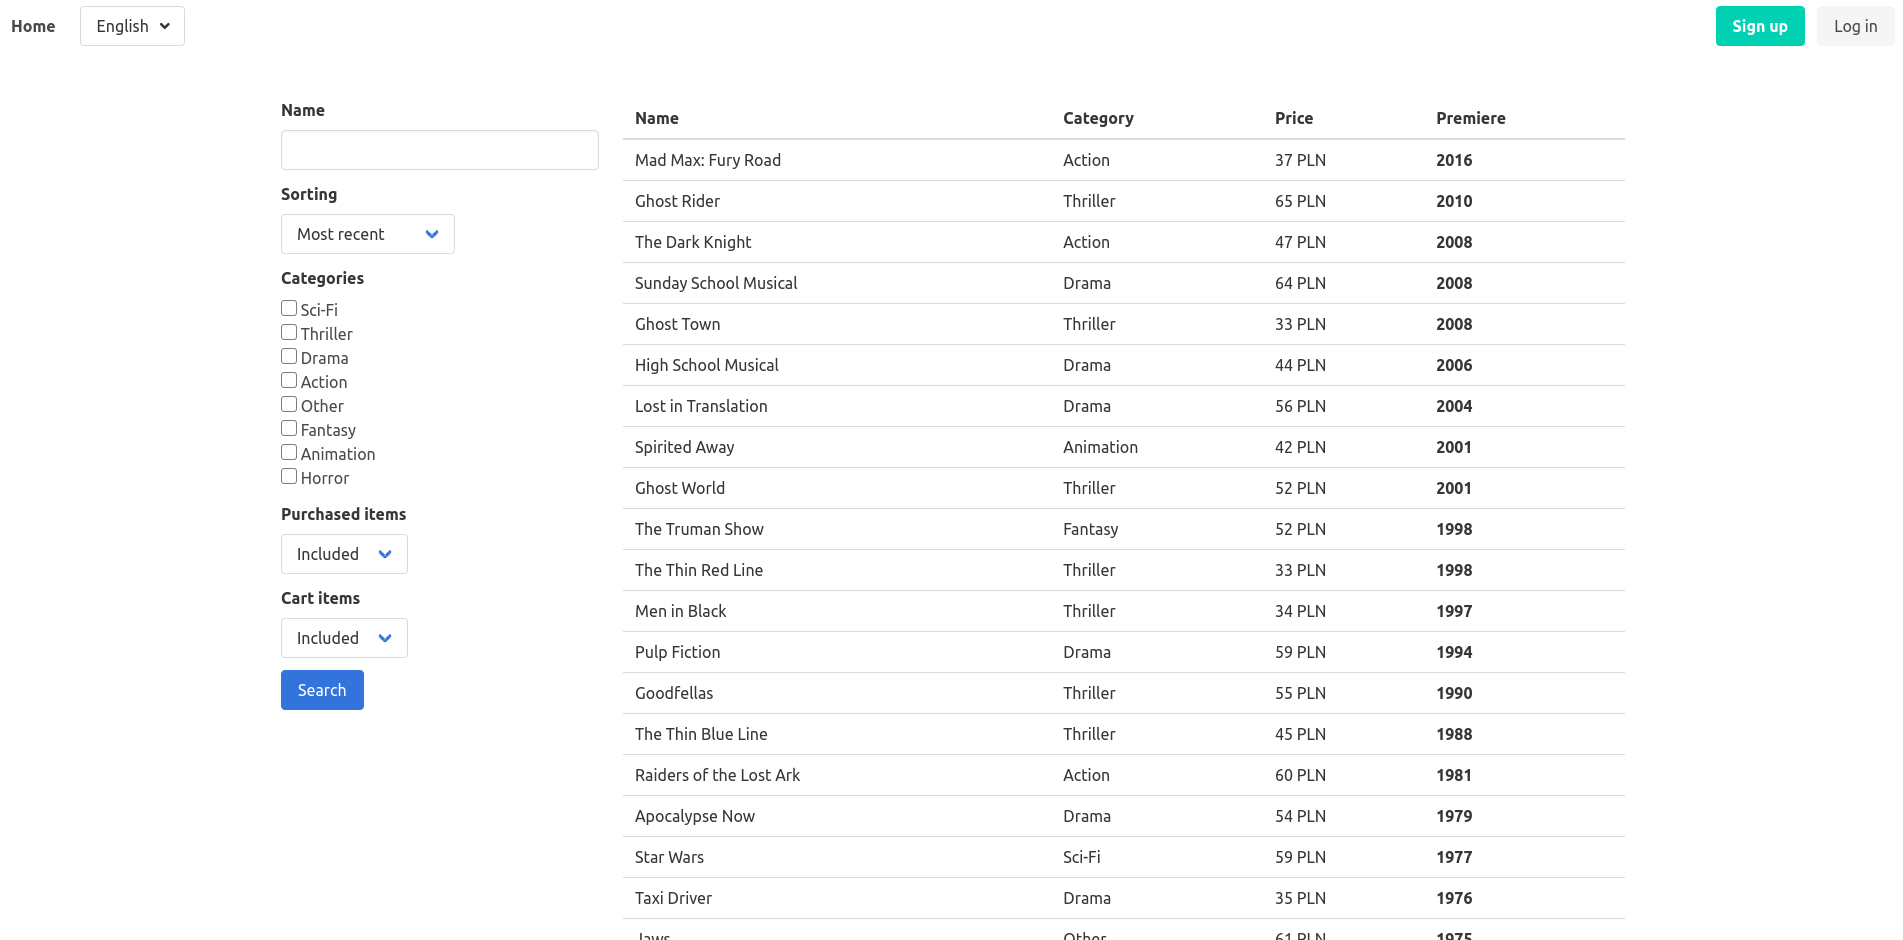 Home English Sign up Log in
Name
Sorting
Most recent
Categories
Sci-Fi
Thriller
Drama
Action
Other
Fantasy
Animation
Horror
Purchased items
Included
Cart items
Included
Search
Name Category Price Premiere
Mad Max: Fury Road Action 37 PLN 2016
Ghost Rider Thriller 65 PLN 2010
The Dark Knight Action 47 PLN 2008
Sunday School Musical Drama 64 PLN 2008
Ghost Town Thriller 33 PLN 2008
High School Musical Drama 44 PLN 2006
Lost in Translation Drama 56 PLN 2004
Spirited Away Animation 42 PLN 2001
Ghost World Thriller 52 PLN 2001
The Truman Show Fantasy 52 PLN 1998
The Thin Red Line Thriller 33 PLN 1998
Men in Black Thriller 34 PLN 1997
Pulp Fiction Drama 59 PLN 1994
Goodfellas Thriller 55 PLN 1990
The Thin Blue Line Thriller 45 PLN 1988
Raiders of the Lost Ark Action 60 PLN 1981
Apocalypse Now Drama 54 PLN 1979
Star Wars Sci-Fi 59 PLN 1977
Taxi Driver Drama 35 PLN 1976
Jaws Other 61 PLN 1975